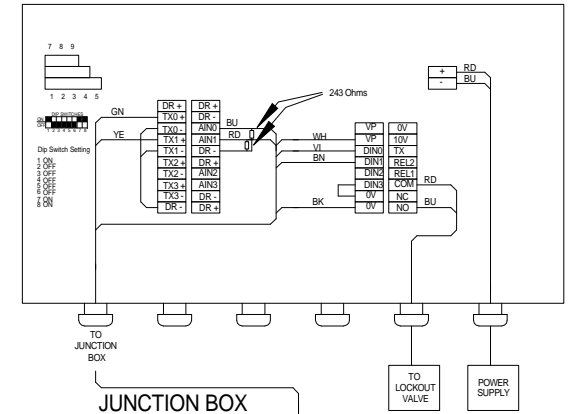 7 8 9
1 2 3 4 5
DIP SWITCHES
ON
OFF
1 2 3 4 5 6 7 8
Dip Switch Setting
1 ON
2 OFF
3 OFF
4 OFF
5 OFF
6 OFF
7 ON
8 ON
GN
YE
DR + DR +
TX0 + DR -
TX0 - AIN0
TX1 + AIN1
TX1 - DR -
TX2 + DR +
TX2 - AIN2
TX3 + AIN3
TX3 - DR -
DR - DR +
BU
RD
243 Ohms
WH
VI
BN
BK
VP 0V
VP 10V
DIN0 TX
DIN1 REL2
DIN2 REL1
DIN3 COM
0V NC
0V NO
RD
BU
+ RD
- BU
TO
JUNCTION
BOX
TO
LOCKOUT
VALVE
POWER
SUPPLY
JUNCTION BOX